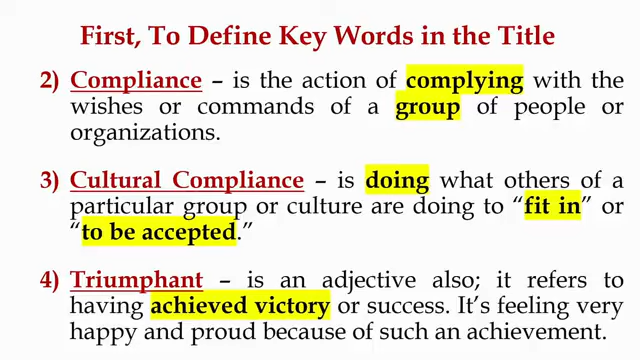 First, To Define Key Words in the Title
2) Compliance – is the action of complying with the
wishes or commands of a group of people or
organizations.
3) Cultural Compliance – is doing what others of a
particular group or culture are doing to “fit in” or
“to be accepted.”
4) Triumphant – is an adjective also; it refers to
having achieved victory or success. It’s feeling very
happy and proud because of such an achievement.